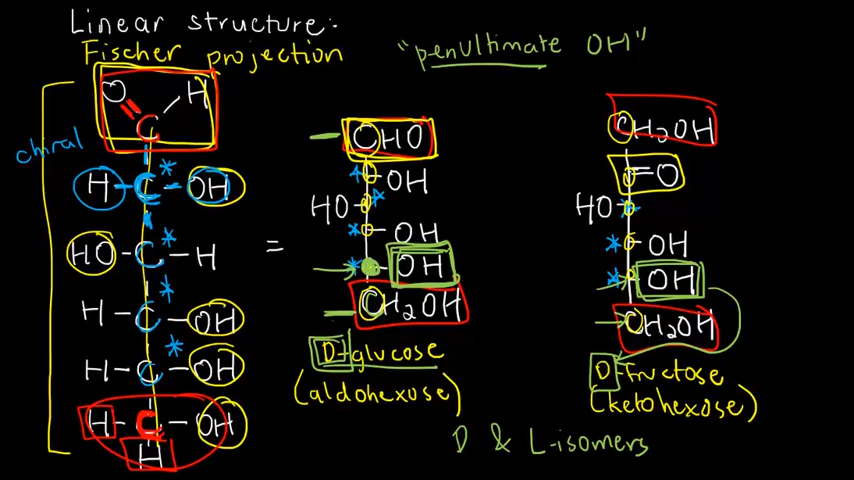 Linear structure:
Fischer projection
"penultimate OH"
chiral
O H
C
H-C*-OH
HO-C*-H
H-C*-OH
H-C*-OH
H-C-OH
H
=
CHO
*OH
HO*
*OH
*OH
CH2OH
D-glucose
(aldohexose)
CH2OH
=O
HO*
*OH
*OH
CH2OH
D-fructose
(ketohexose)
D & L-isomers